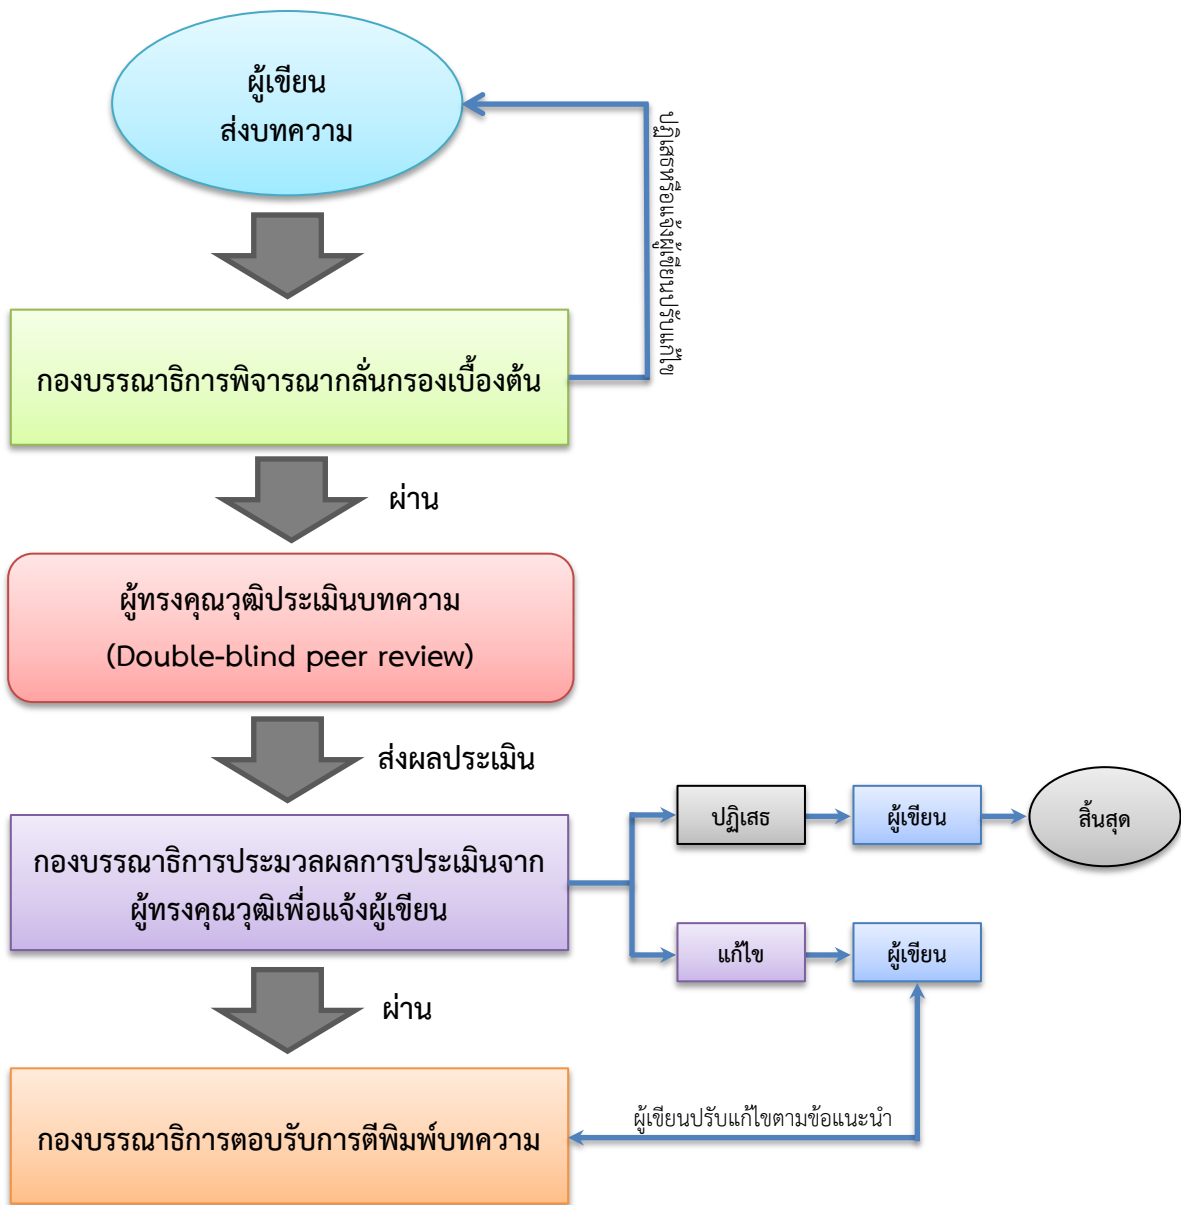 ผู้เขียน
ส่งบทความ
ปฏิเสธหรือแจ้งผู้เขียนปรับแก้ไข
กองบรรณาธิการพิจารณากลั่นกรองเบื้องต้น
ผ่าน
ผู้ทรงคุณวุฒิประเมินบทความ
(Double-blind peer review)
ส่งผลประเมิน
กองบรรณาธิการประมวลผลการประเมินจาก
ผู้ทรงคุณวุฒิเพื่อแจ้งผู้เขียน
ปฏิเสธ
ผู้เขียน
สิ้นสุด
แก้ไข
ผู้เขียน
ผ่าน
ผู้เขียนปรับแก้ไขตามข้อแนะนำ
กองบรรณาธิการตอบรับการตีพิมพ์บทความ